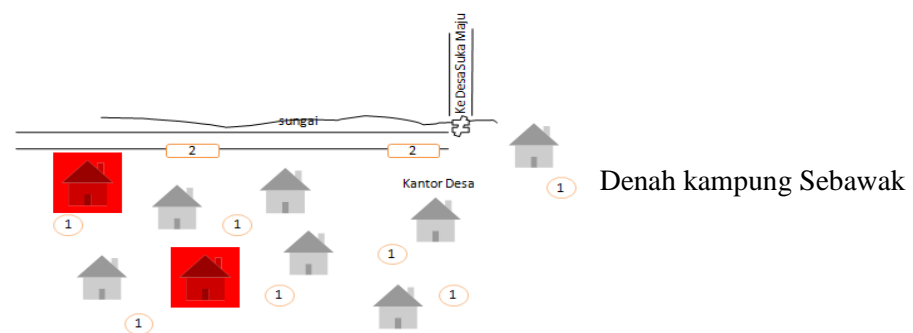 Ke Desa Suka Maju
sungai
2 2
Kantor Desa
1 Denah kampung Sebawak
1 1
1
1 1
1